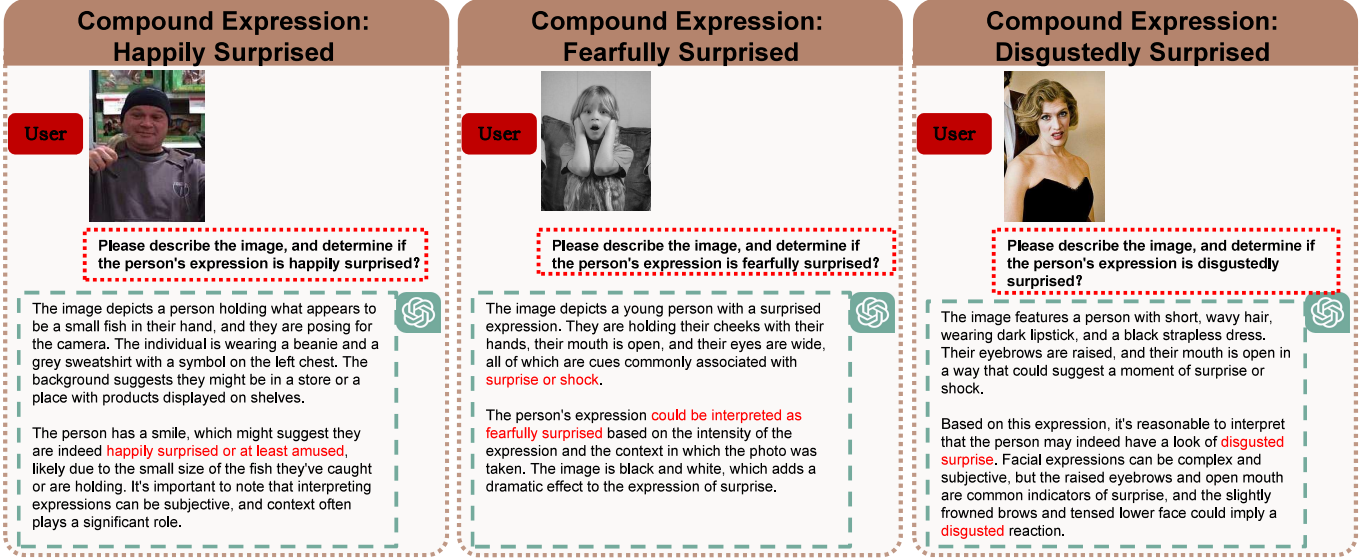 Compound Expression:
Happily Surprised
User
Please describe the image, and determine if
the person's expression is happily surprised?
The image depicts a person holding what appears to
be a small fish in their hand, and they are posing for
the camera. The individual is wearing a beanie and a
grey sweatshirt with a symbol on the left chest. The
background suggests they might be in a store or a
place with products displayed on shelves.
The person has a smile, which might suggest they
are indeed happily surprised or at least amused,
likely due to the small size of the fish they've caught
or are holding. It's important to note that interpreting
expressions can be subjective, and context often
plays a significant role.
Compound Expression:
Fearfully Surprised
User
Please describe the image, and determine if
the person's expression is fearfully surprised?
The image depicts a young person with a surprised
expression. They are holding their cheeks with their
hands, their mouth is open, and their eyes are wide,
all of which are cues commonly associated with
surprise or shock.
The person's expression could be interpreted as
fearfully surprised based on the intensity of the
expression and the context in which the photo was
taken. The image is black and white, which adds a
dramatic effect to the expression of surprise.
Compound Expression:
Disgustedly Surprised
User
Please describe the image, and determine if
the person's expression is disgustedly
surprised?
The image features a person with short, wavy hair,
wearing dark lipstick, and a black strapless dress.
Their eyebrows are raised, and their mouth is open in
a way that could suggest a moment of surprise or
shock.
Based on this expression, it's reasonable to interpret
that the person may indeed have a look of disgusted
surprise. Facial expressions can be complex and
subjective, but the raised eyebrows and open mouth
are common indicators of surprise, and the slightly
frowned brows and tensed lower face could imply a
disgusted reaction.